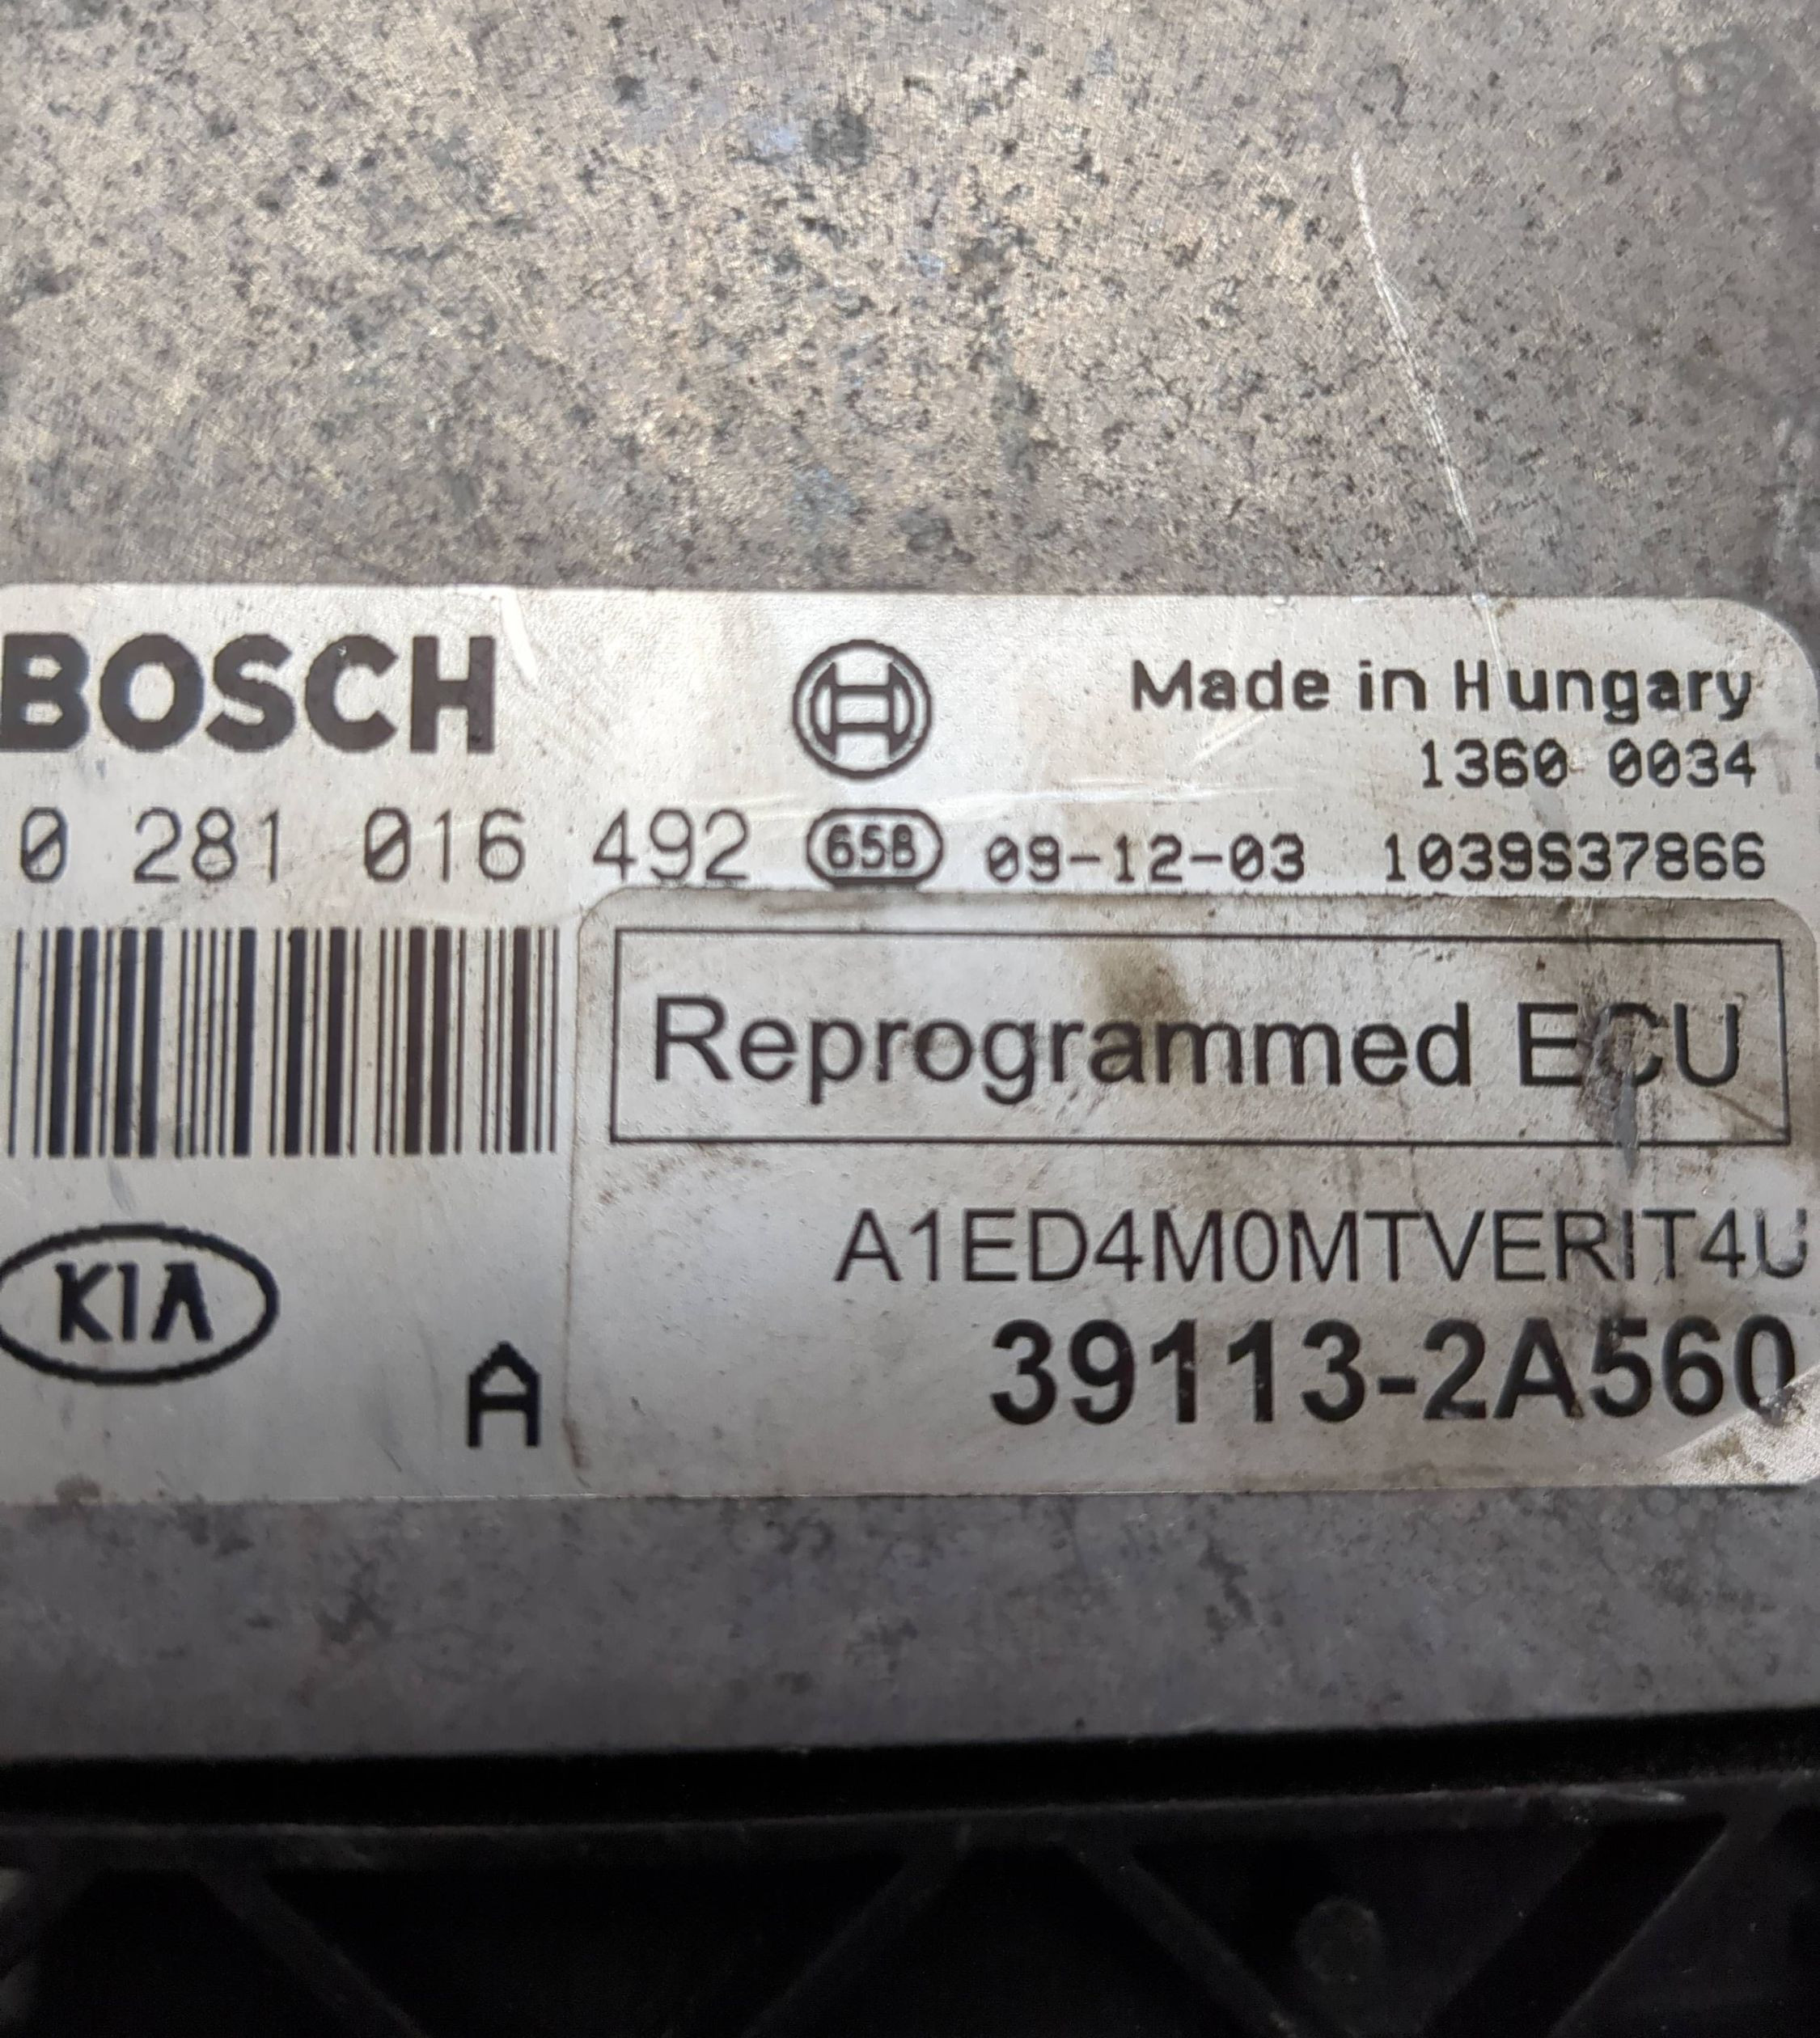 BOSCH
Made in Hungary
1360 0034
0 281 016 492 658 09-12-03 1039S37866
Reprogrammed ECU
A1ED4M0MTVERIT4U
KIA
A
39113-2A560